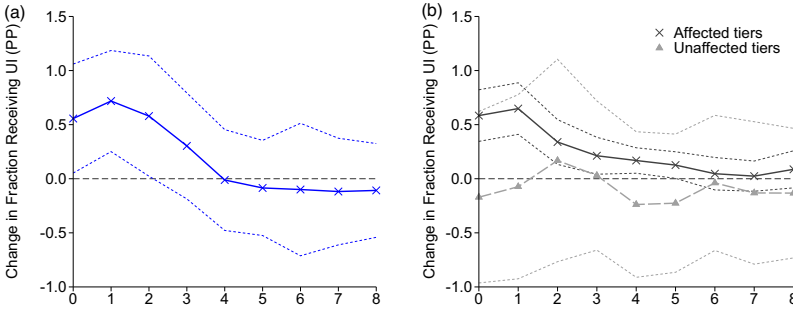 (a)
Change in Fraction Receiving UI (PP)
1.5
1.0
0.5
0.0
-0.5
-1.0
0 1 2 3 4 5 6 7 8
(b)
Change in Fraction Receiving UI (PP)
1.5
1.0
0.5
0.0
-0.5
-1.0
0 1 2 3 4 5 6 7 8
Affected tiers
Unaffected tiers